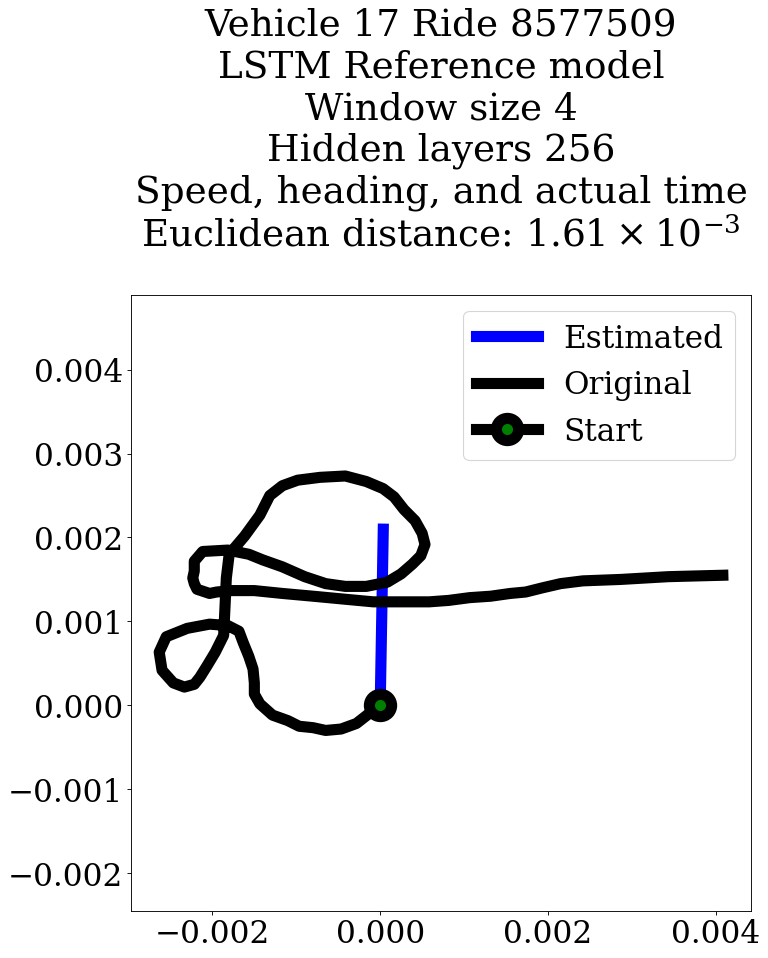 Vehicle 17 Ride 8577509
LSTM Reference model
Window size 4
Hidden layers 256
Speed, heading, and actual time
Euclidean distance: 1.61 × 10⁻³
Estimated
Original
Start
0.004
0.003
0.002
0.001
0.000
−0.001
−0.002
−0.002 0.000 0.002 0.004